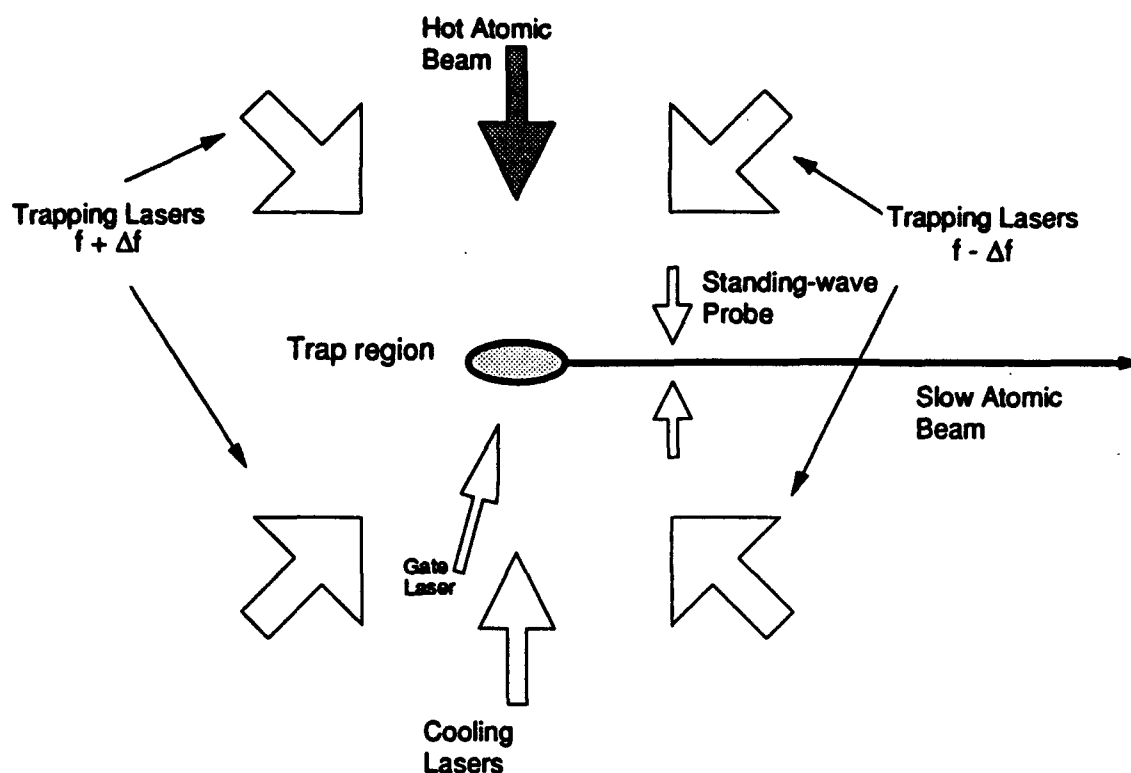 Hot Atomic
Beam
Trapping Lasers
f + Δf
Trapping Lasers
f - Δf
Standing-wave
Probe
Trap region
Slow Atomic
Beam
Gate
Laser
Cooling
Lasers